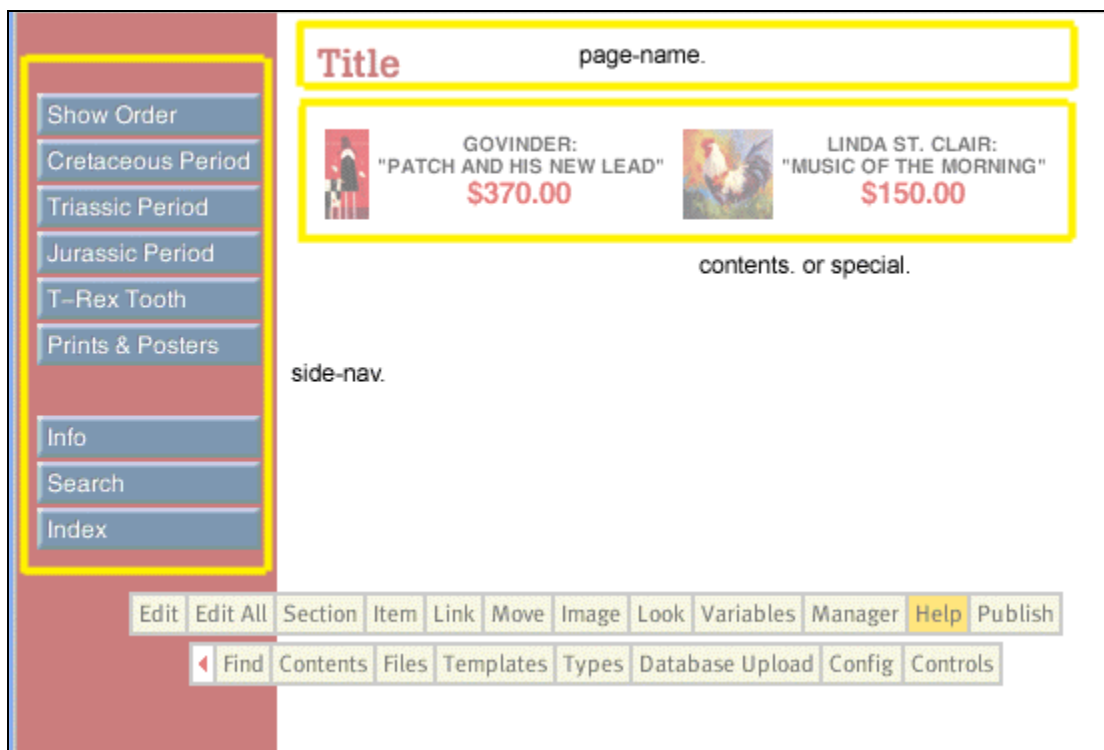 Title
page-name.
Show Order
Cretaceous Period
Triassic Period
Jurassic Period
T-Rex Tooth
Prints & Posters
Info
Search
Index
GOVINDER:
"PATCH AND HIS NEW LEAD"
$370.00
LINDA ST. CLAIR:
"MUSIC OF THE MORNING"
$150.00
contents. or special.
side-nav.
Edit Edit All Section Item Link Move Image Look Variables Manager Help Publish
Find Contents Files Templates Types Database Upload Config Controls